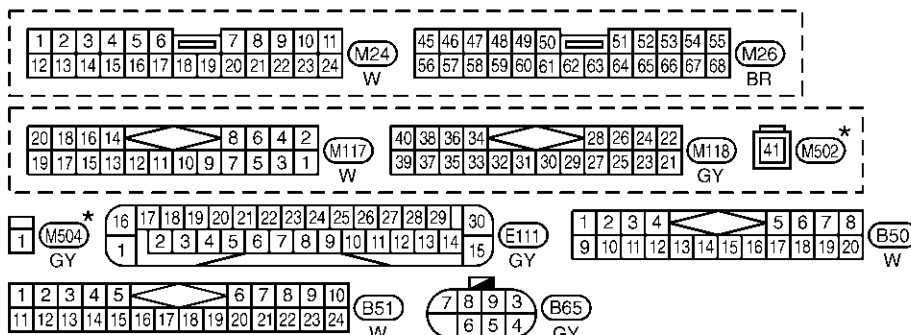 1 2 3 4 5 6 7 8 9 10 11 M24 45 46 47 48 49 50 51 52 53 54 55 M26
12 13 14 15 16 17 18 19 20 21 22 23 24 W 56 57 58 59 60 61 62 63 64 65 66 67 68 BR
20 18 16 14 8 6 4 2 M117 40 38 36 34 28 26 24 22 M118 41 M502 *
19 17 15 13 12 11 10 9 7 5 3 1 W 39 37 35 33 32 31 30 29 27 25 23 21 GY
1 M504 * GY
16 17 18 19 20 21 22 23 24 25 26 27 28 29 30 E111
1 2 3 4 5 6 7 8 9 10 11 12 13 14 15 GY
1 2 3 4 5 6 7 8 B50
9 10 11 12 13 14 15 16 17 18 19 20 W
1 2 3 4 5 6 7 8 9 10 B51
11 12 13 14 15 16 17 18 19 20 21 22 23 24 W
7 8 9 3 B65
6 5 4 GY